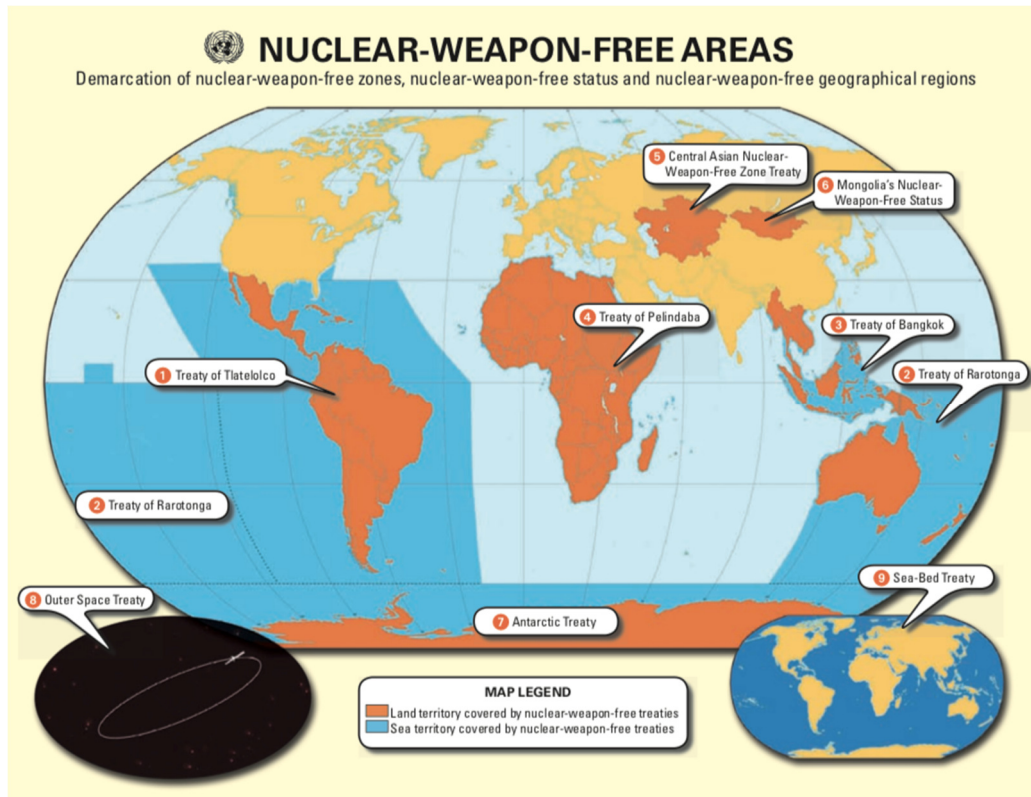 NUCLEAR-WEAPON-FREE AREAS
Demarcation of nuclear-weapon-free zones, nuclear-weapon-free status and nuclear-weapon-free geographical regions
5 Central Asian Nuclear-
Weapon-Free Zone Treaty
6 Mongolia's Nuclear-
Weapon-Free Status
4 Treaty of Pelindaba
3 Treaty of Bangkok
1 Treaty of Tlatelolco
2 Treaty of Rarotonga
2 Treaty of Rarotonga
9 Sea-Bed Treaty
8 Outer Space Treaty
7 Antarctic Treaty
MAP LEGEND
Land territory covered by nuclear-weapon-free treaties
Sea territory covered by nuclear-weapon-free treaties